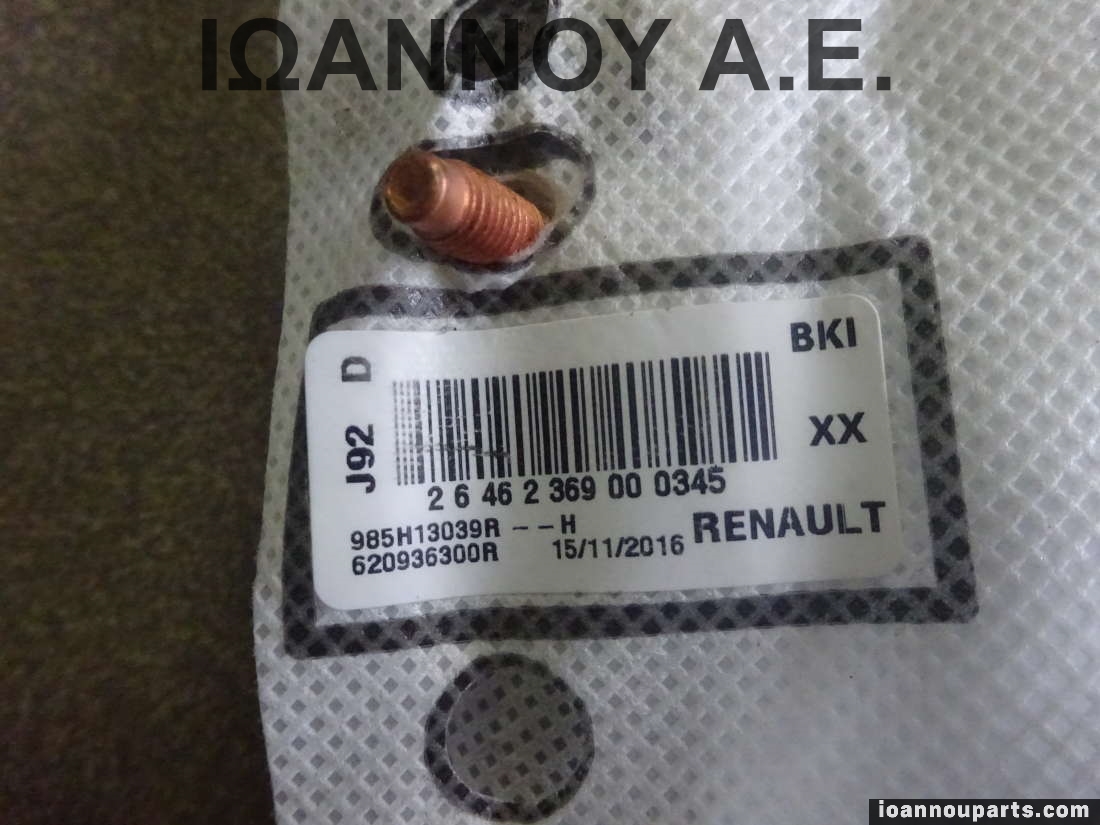 ΙΩΑΝΝΟΥ Α.Ε.
BKI
J92 D
XX
2 6 46 2 369 00 0345
985H13039R - - H
620936300R 15/11/2016
RENAULT
ioannouparts.com